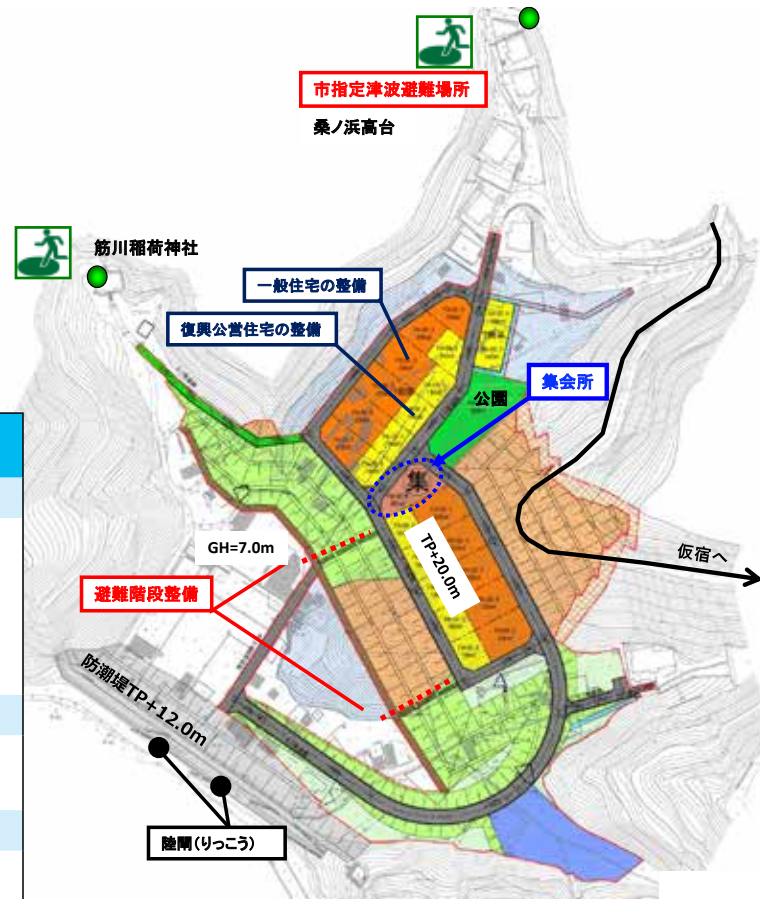 市指定津波避難場所
桑ノ浜高台
筋川稲荷神社
一般住宅の整備
復興公営住宅の整備
集会所
公園
集
GH=7.0m
TP+20.0m
仮宿へ
避難階段整備
防潮堤TP+12.0m
陸閘(りっこう)